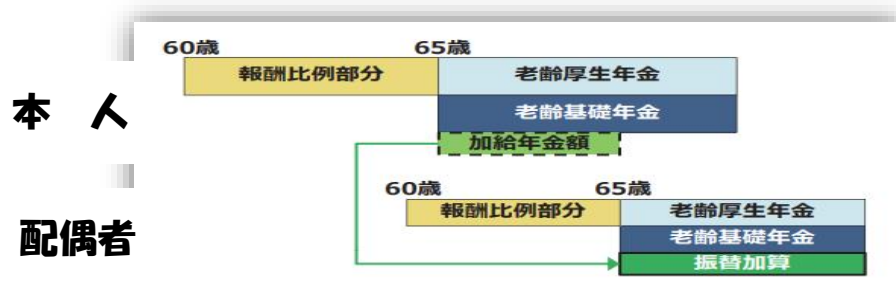 60歳 65歳
報酬比例部分 老齢厚生年金
本 人
老齢基礎年金
加給年金額
60歳 65歳
報酬比例部分 老齢厚生年金
配偶者
老齢基礎年金
振替加算